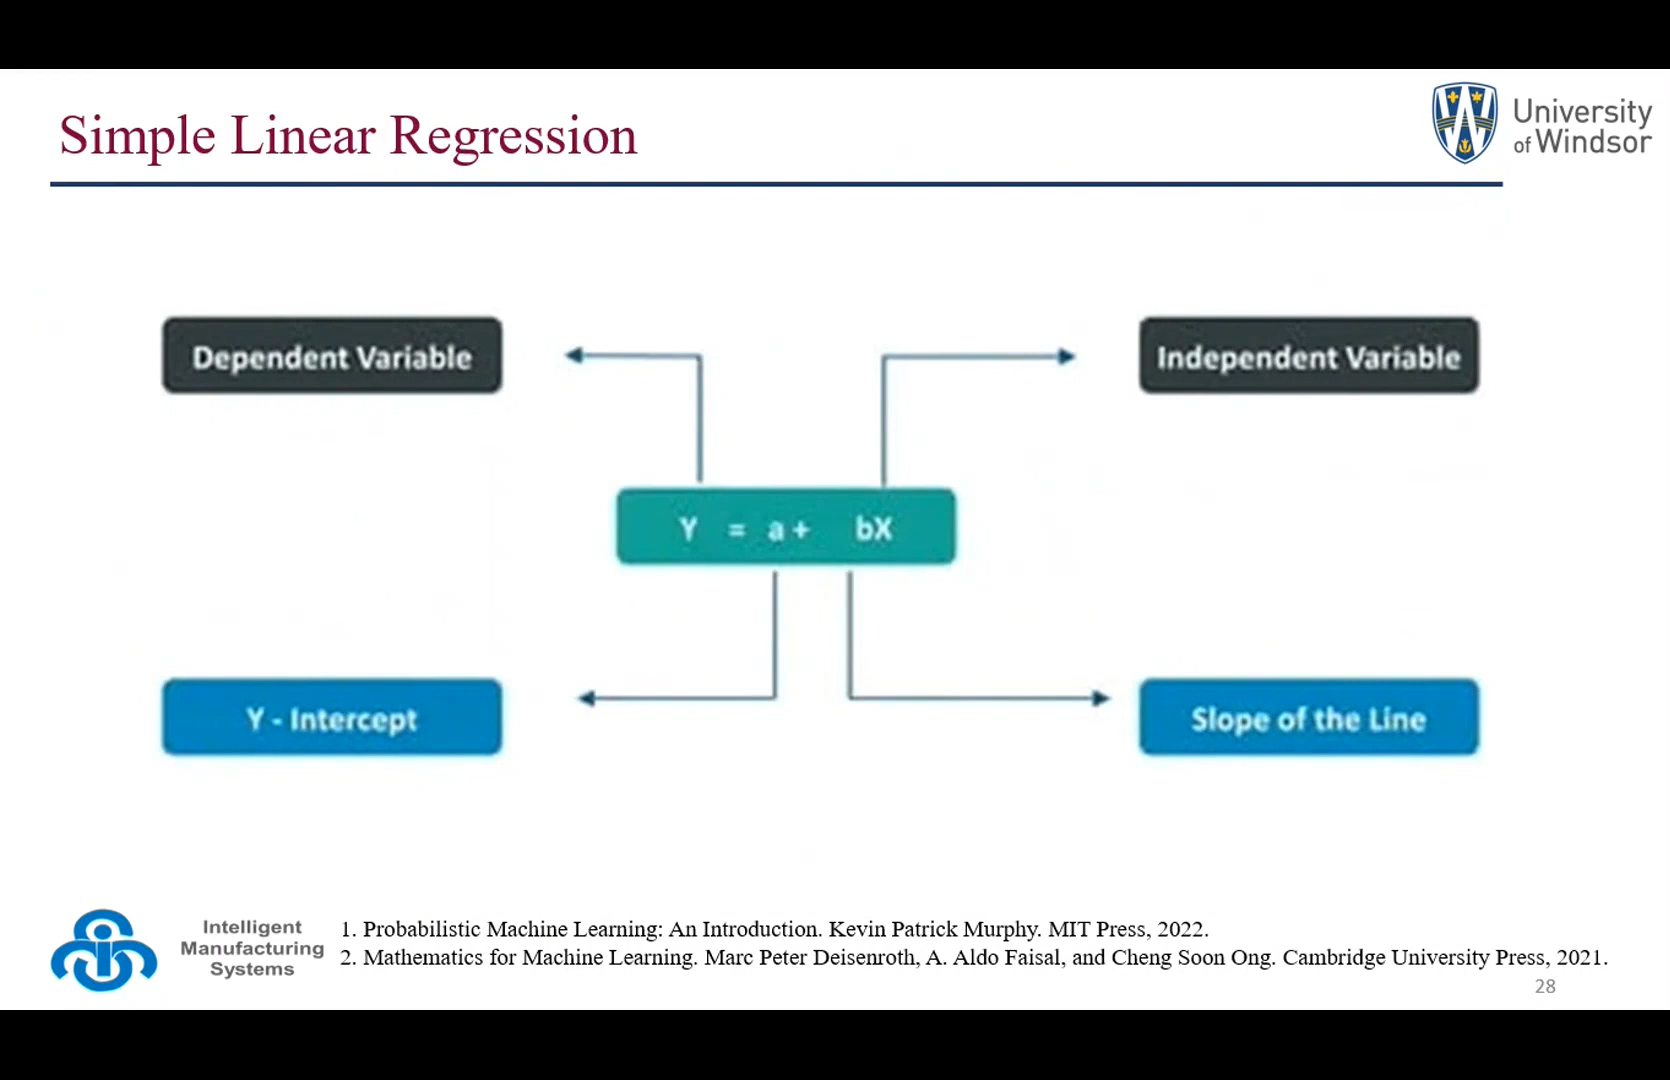 Simple Linear Regression
University
of Windsor
Dependent Variable
Independent Variable
Y = a + bX
Y - Intercept
Slope of the Line
Intelligent
Manufacturing
Systems
1. Probabilistic Machine Learning: An Introduction. Kevin Patrick Murphy. MIT Press, 2022.
2. Mathematics for Machine Learning. Marc Peter Deisenroth, A. Aldo Faisal, and Cheng Soon Ong. Cambridge University Press, 2021.
28